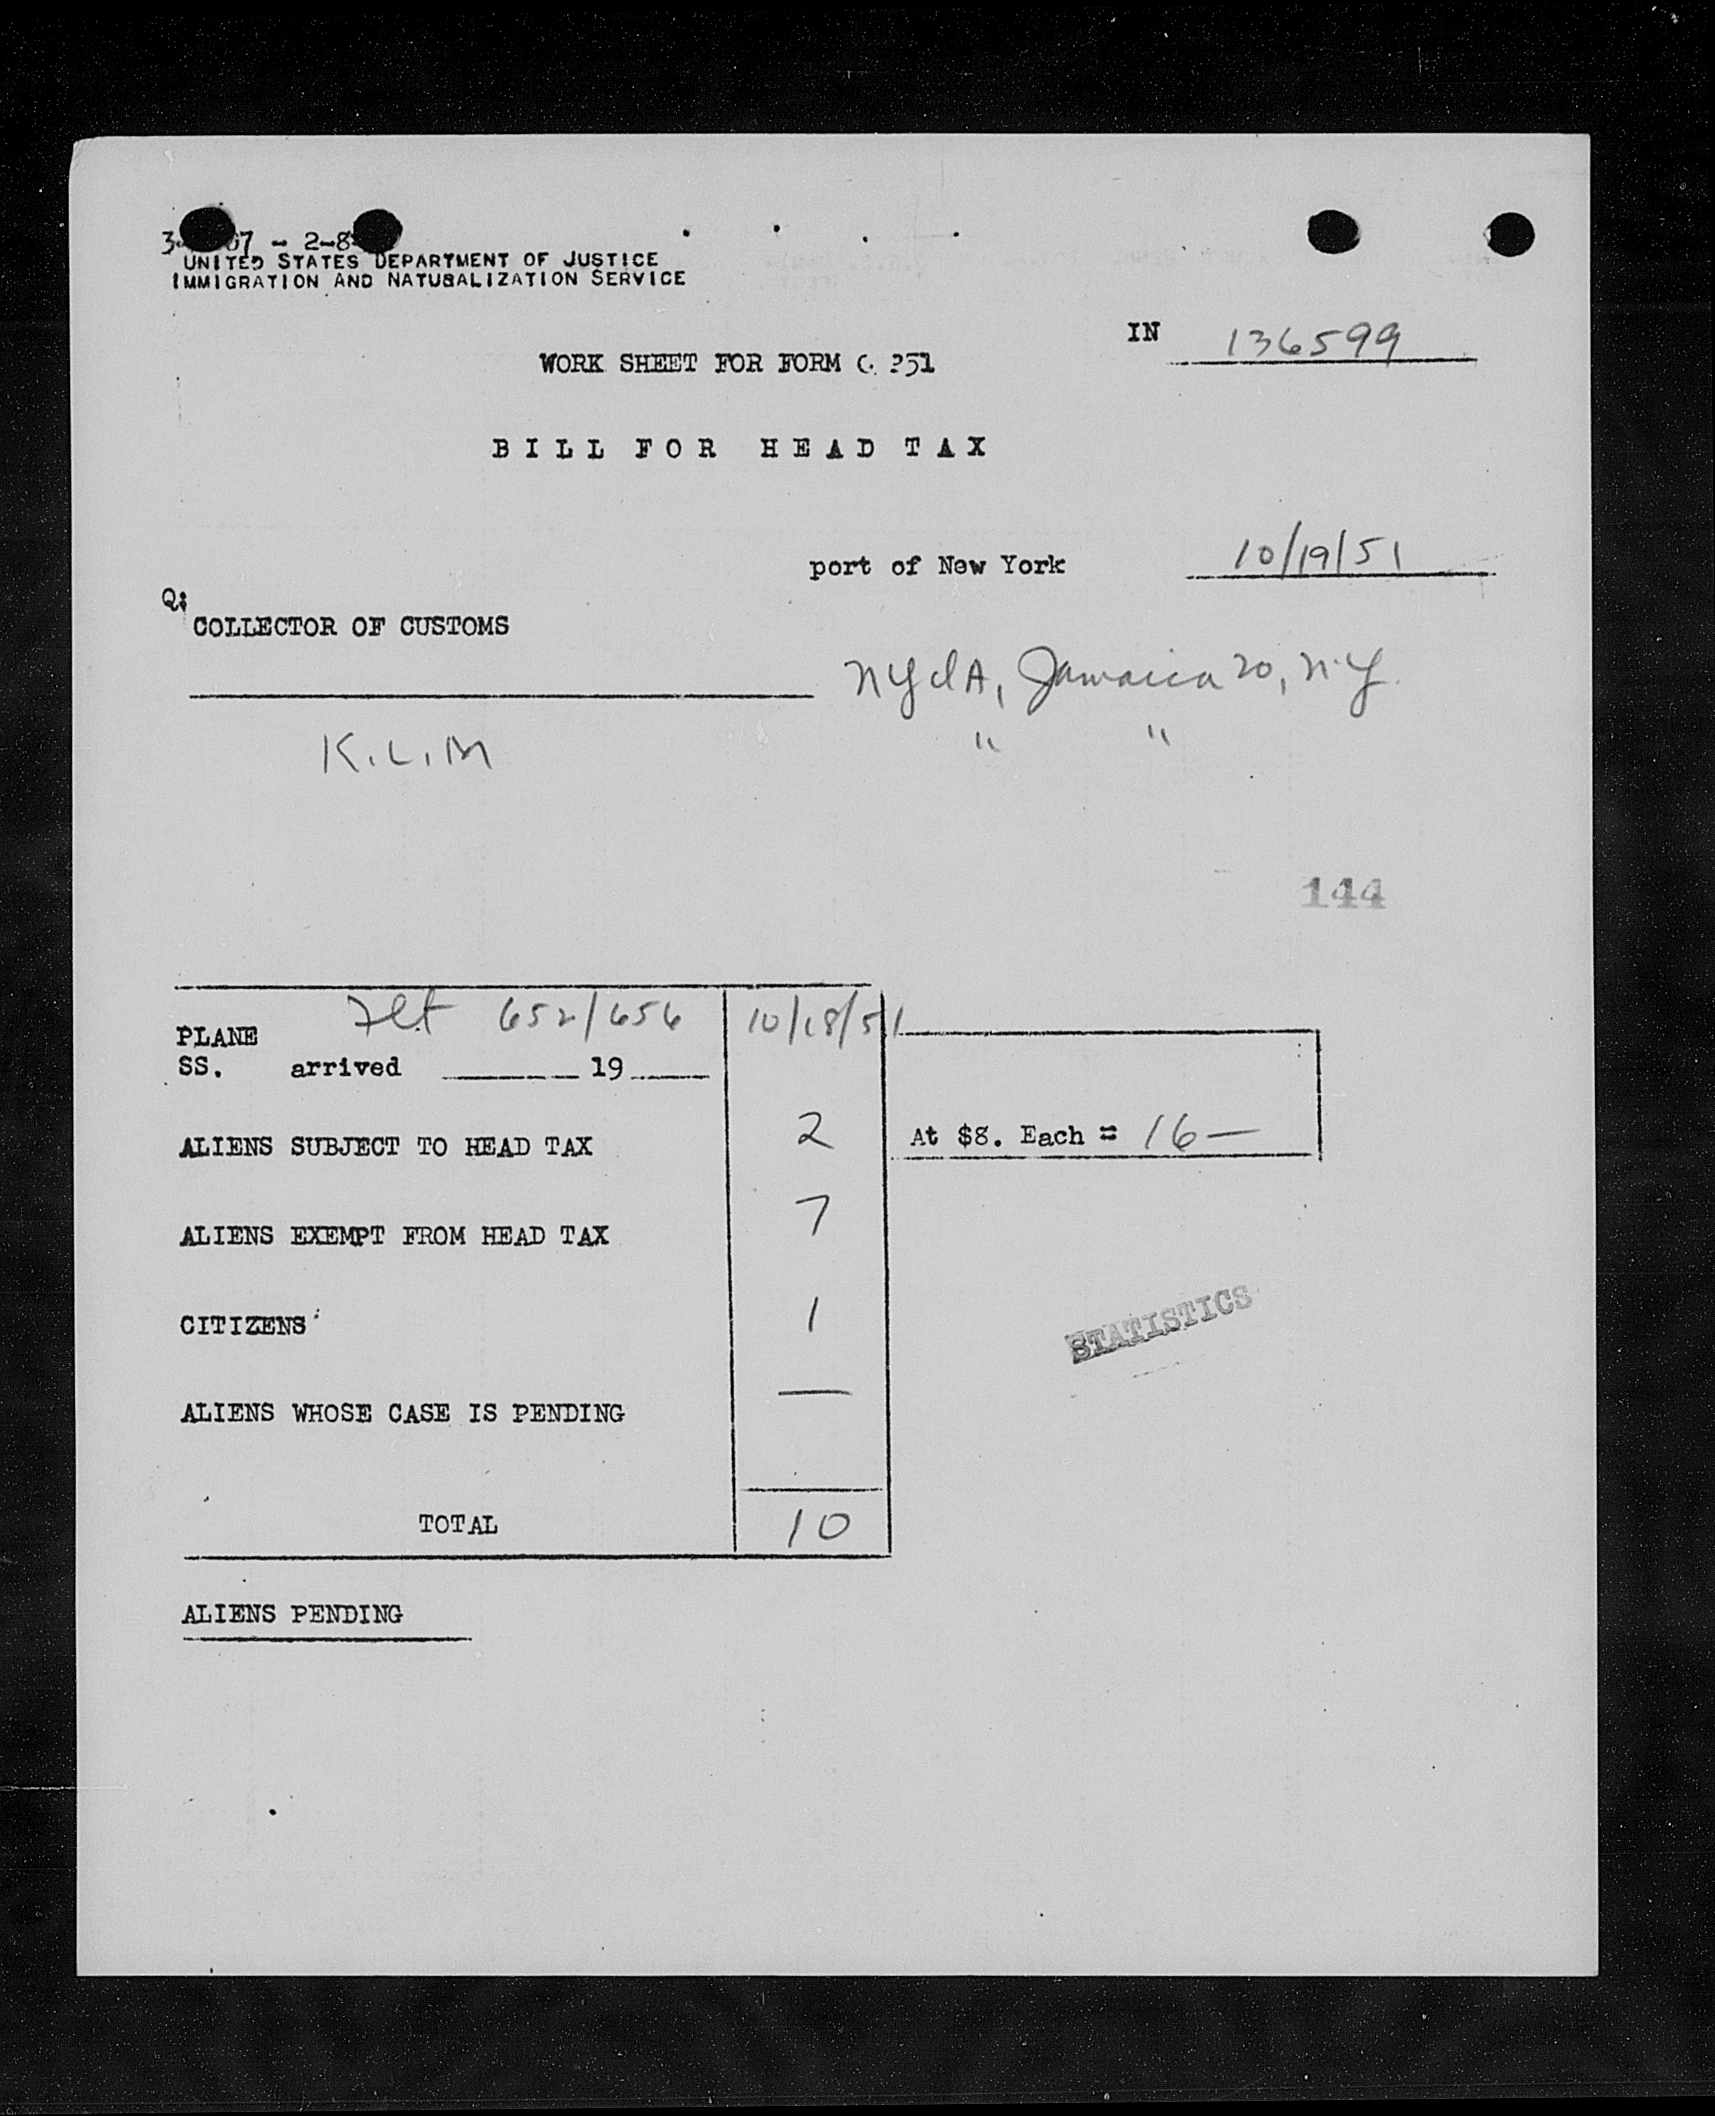 UNITED STATES DEPARTMENT OF JUSTICE
IMMIGRATION AND NATURALIZATION SERVICE
IN 136599
WORK SHEET FOR FORM
BILL FOR HEAD TAX
port of New York 10/19/51
COLLECTOR OF CUSTOMS
Jamaica 20, N.Y.
K.L.M " "
144
PLANE Flt 652/656 10/18/51
SS. arrived 19
ALIENS SUBJECT TO HEAD TAX 2 At $8. Each = 16—
ALIENS EXEMPT FROM HEAD TAX 7
CITIZENS 1
STATISTICS
ALIENS WHOSE CASE IS PENDING —
TOTAL 10
ALIENS PENDING